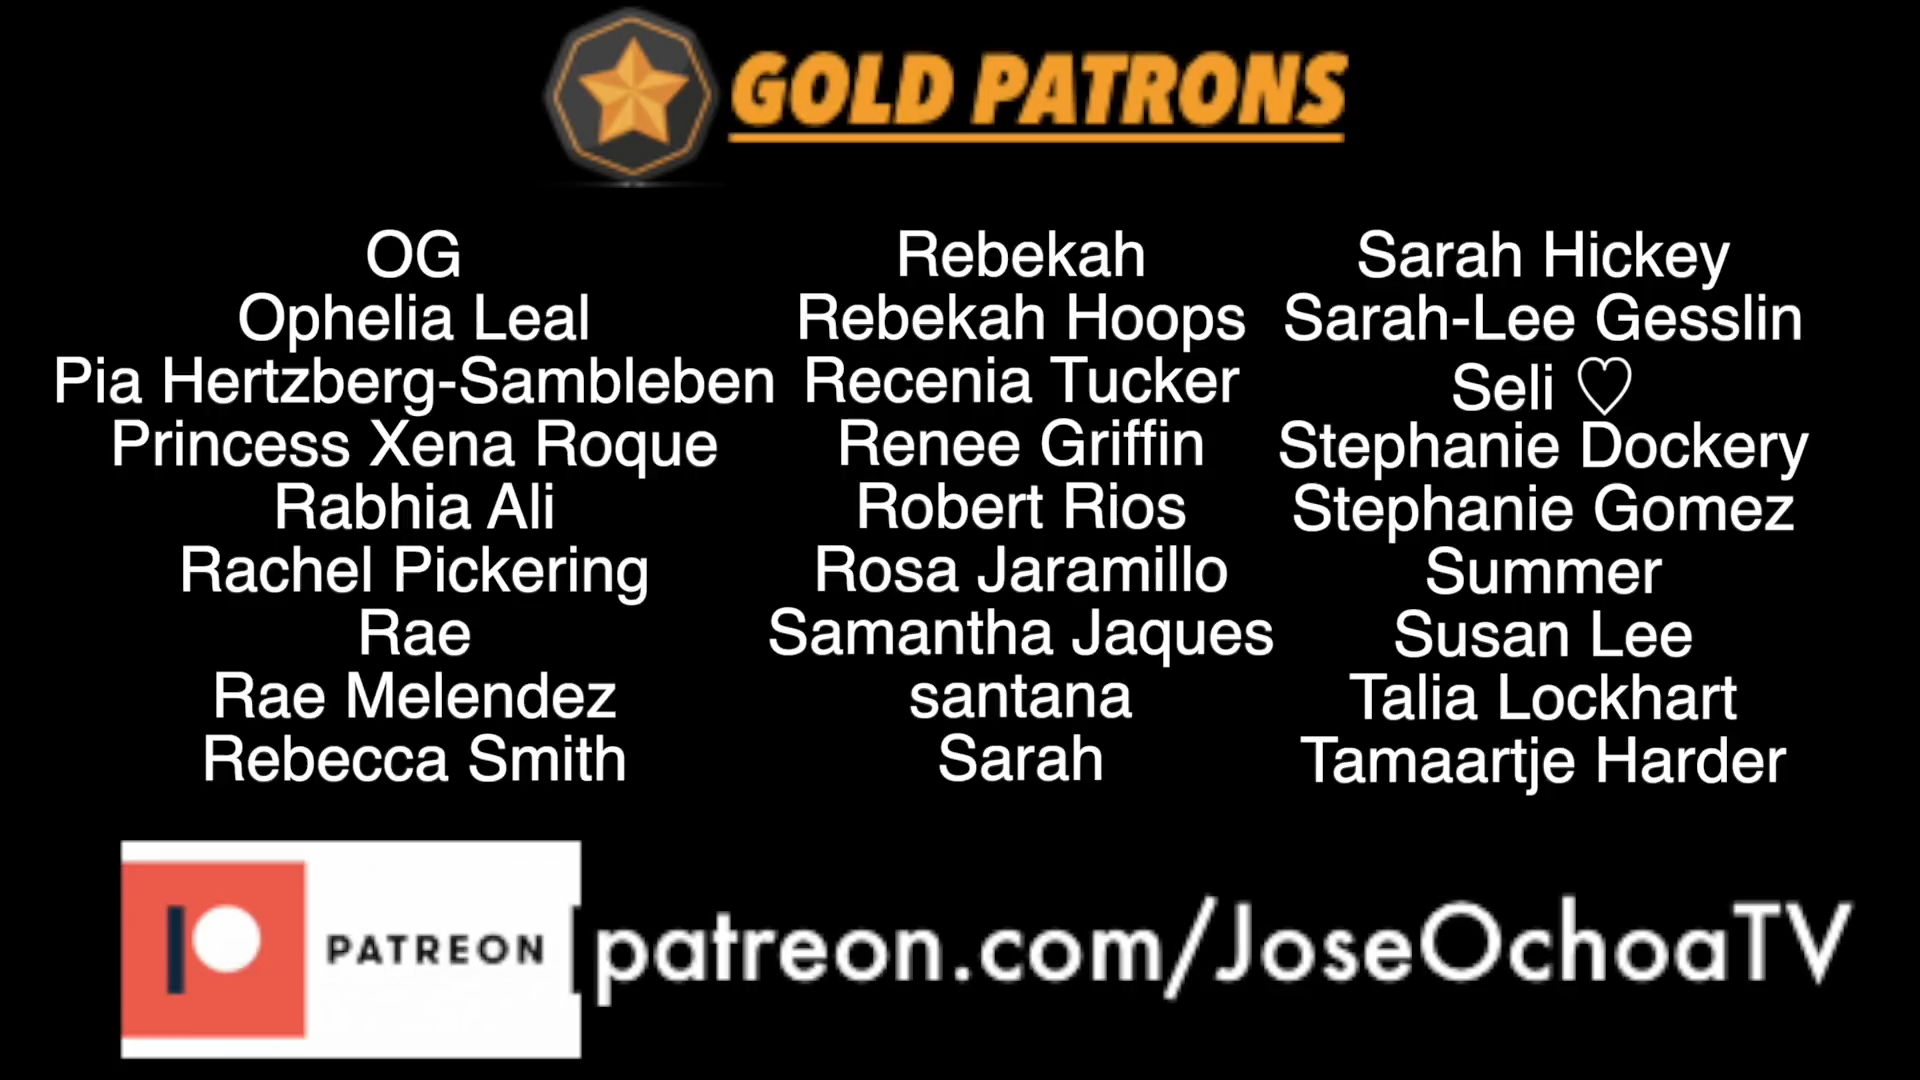 GOLD PATRONS
OG
Ophelia Leal
Pia Hertzberg-Sambleben
Princess Xena Roque
Rabhia Ali
Rachel Pickering
Rae
Rae Melendez
Rebecca Smith
Rebekah
Rebekah Hoops
Recenia Tucker
Renee Griffin
Robert Rios
Rosa Jaramillo
Samantha Jaques
santana
Sarah
Sarah Hickey
Sarah-Lee Gesslin
Seli ♡
Stephanie Dockery
Stephanie Gomez
Summer
Susan Lee
Talia Lockhart
Tamaartje Harder
PATREON
patreon.com/JoseOchoaTV